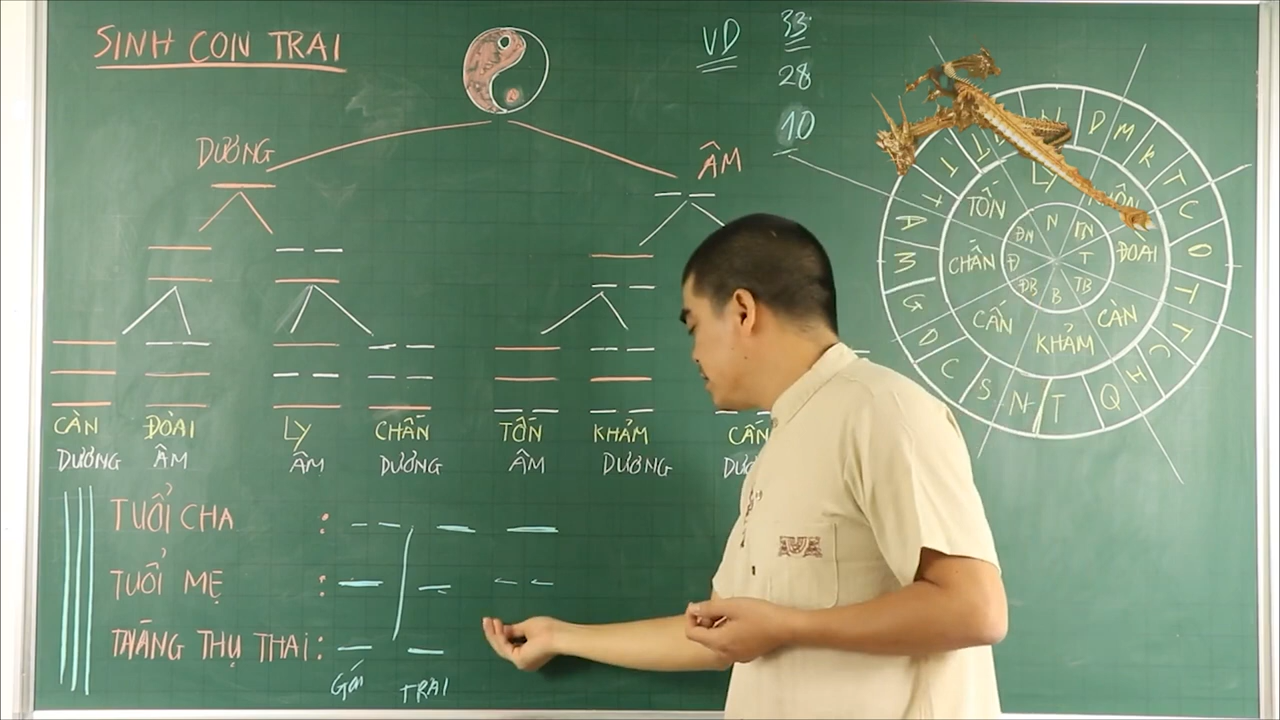 SINH CON TRAI
VD
33
28
10
DƯƠNG
ÂM
CÀN
ĐOÀI
LY
CHẤN
TỐN
KHẢM
CẤN
DƯƠNG
ÂM
ÂM
DƯƠNG
ÂM
DƯƠNG
TUỔI CHA :
TUỔI MẸ :
THÁNG THỤ THAI :
GÁI
TRAI
LY
TỐN
ĐOÀI
CHẤN
CẤN
KHẢM
CÀN
N
ĐN
T
Đ
ĐB
B
TB
D
M
K
T
C
O
T
T
C
H
Q
T
N
S
C
O
G
M
A
T
T